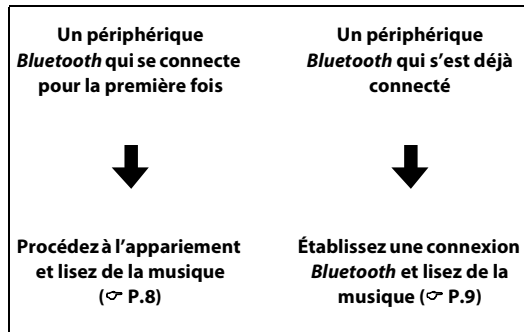 Un périphérique
Bluetooth qui se connecte
pour la première fois
Procédez à l'appariement
et lisez de la musique
(☞ P.8)
Un périphérique
Bluetooth qui s'est déjà
connecté
Établissez une connexion
Bluetooth et lisez de la
musique (☞ P.9)